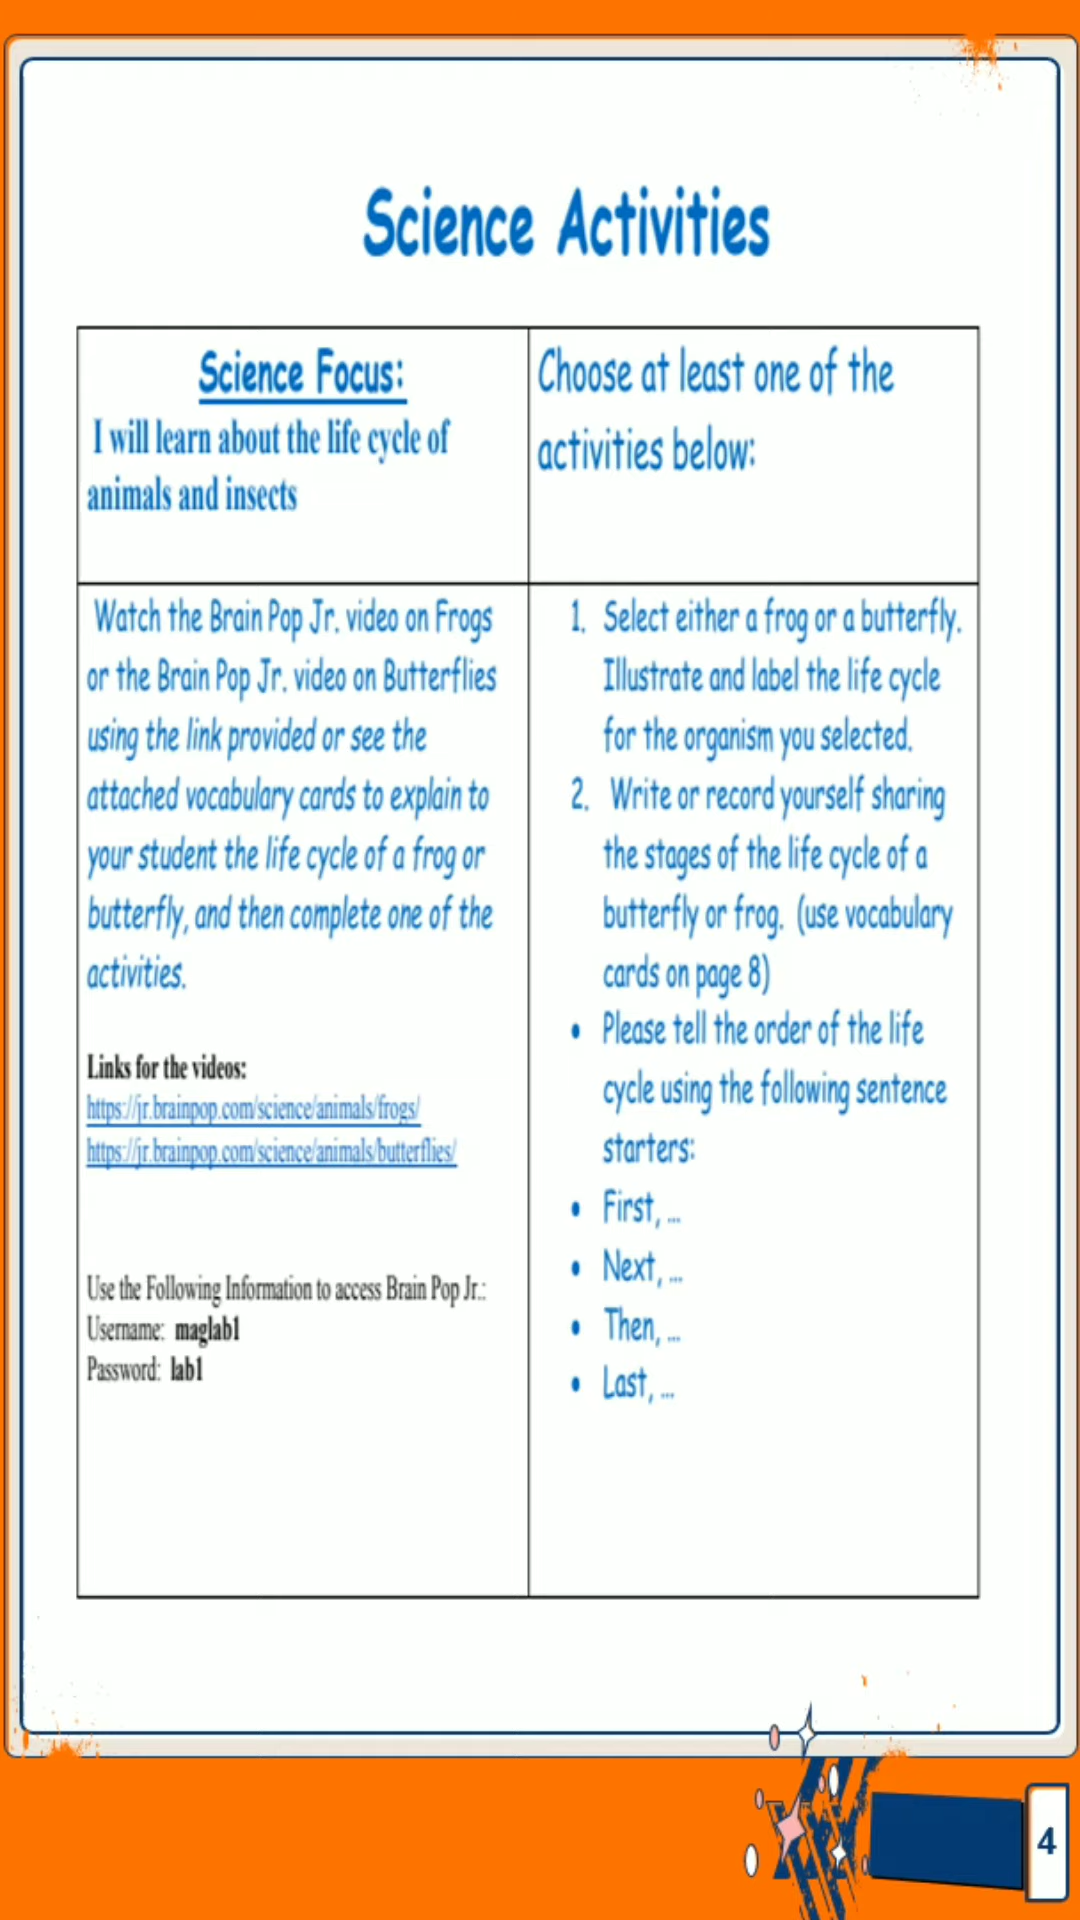 Science Activities
Science Focus:
I will learn about the life cycle of
animals and insects
Choose at least one of the
activities below:
Watch the Brain Pop Jr. video on Frogs
or the Brain Pop Jr. video on Butterflies
using the link provided or see the
attached vocabulary cards to explain to
your student the life cycle of a frog or
butterfly, and then complete one of the
activities.
Links for the videos:
https://jr.brainpop.com/science/animals/frogs/
https://jr.brainpop.com/science/animals/butterflies/
Use the Following Information to access Brain Pop Jr.:
Username: maglab1
Password: lab1
1. Select either a frog or a butterfly.
Illustrate and label the life cycle
for the organism you selected.
2. Write or record yourself sharing
the stages of the life cycle of a
butterfly or frog. (use vocabulary
cards on page 8)
• Please tell the order of the life
cycle using the following sentence
starters:
• First, ...
• Next, ...
• Then, ...
• Last, ...
4